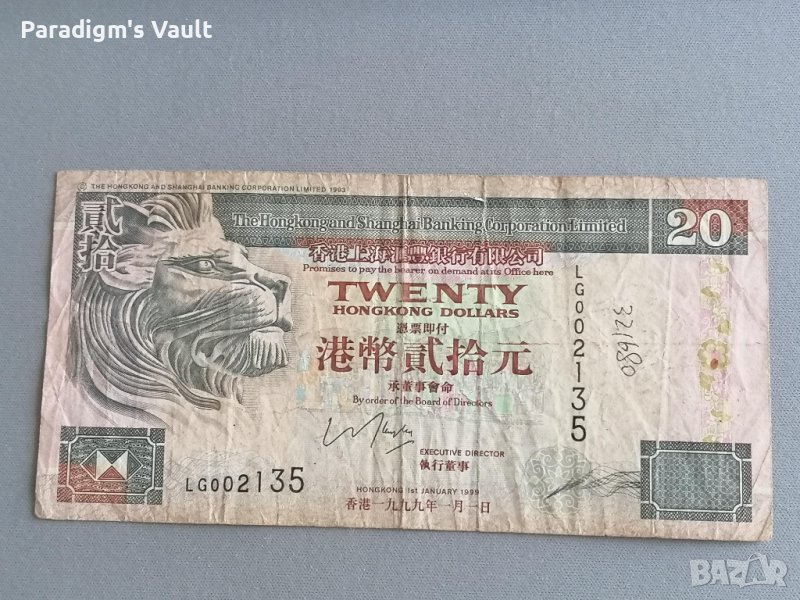 Paradigm's Vault
THE HONGKONG AND SHANGHAI BANKING CORPORATION LIMITED 1993
貳拾
The Hongkong and Shanghai Banking Corporation Limited
20
香港上海滙豐銀行有限公司
Promises to pay the bearer on demand at its Office here
TWENTY
HONGKONG DOLLARS
憑票即付
港幣貳拾元
承董事會命
By order of the Board of Directors
LG002135
321680
EXECUTIVE DIRECTOR
執行董事
LG002135
HONGKONG 1st JANUARY 1999
香港一九九九年一月一日
BAZAR